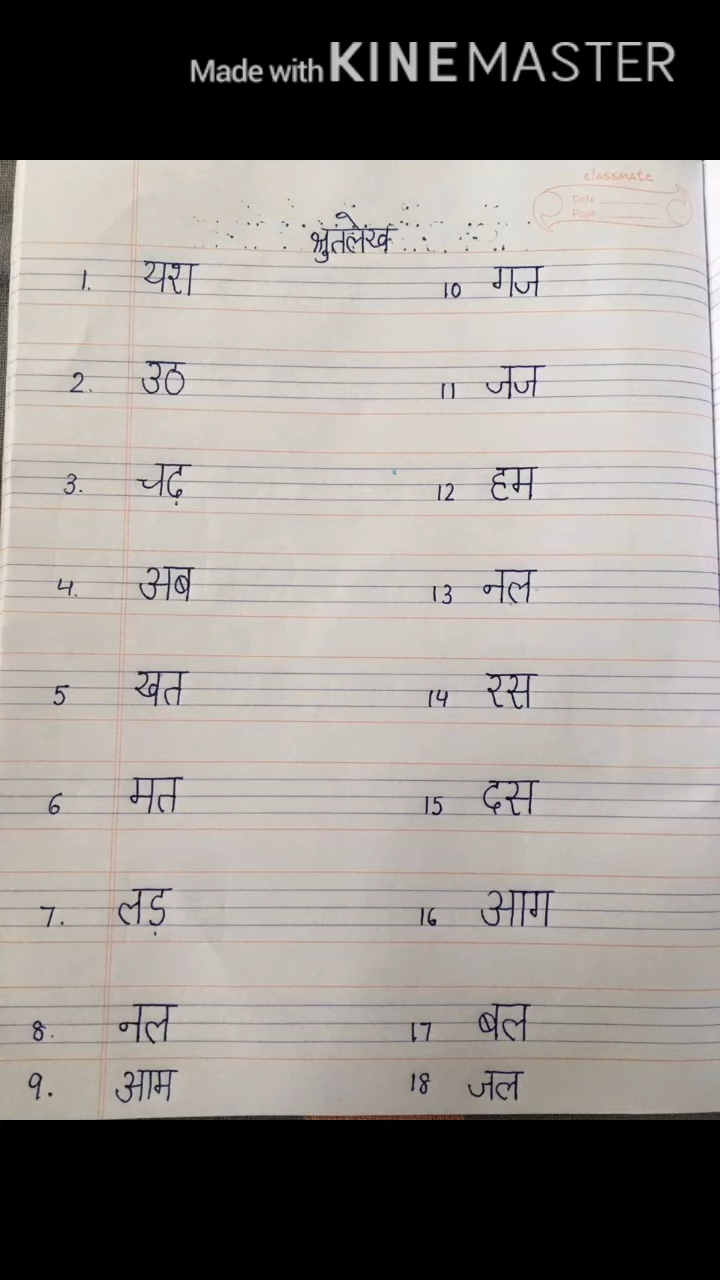 Made with KINEMASTER
classmate
Date
Page
श्रुतलेख
1. यश
2. उठ
3. चढ़
4. अब
5 खत
6 मत
7. लड़
8. नल
9. आम
10 गज
11 जज
12 हम
13 नल
14 रस
15 दस
16 आग
17 बल
18 जल